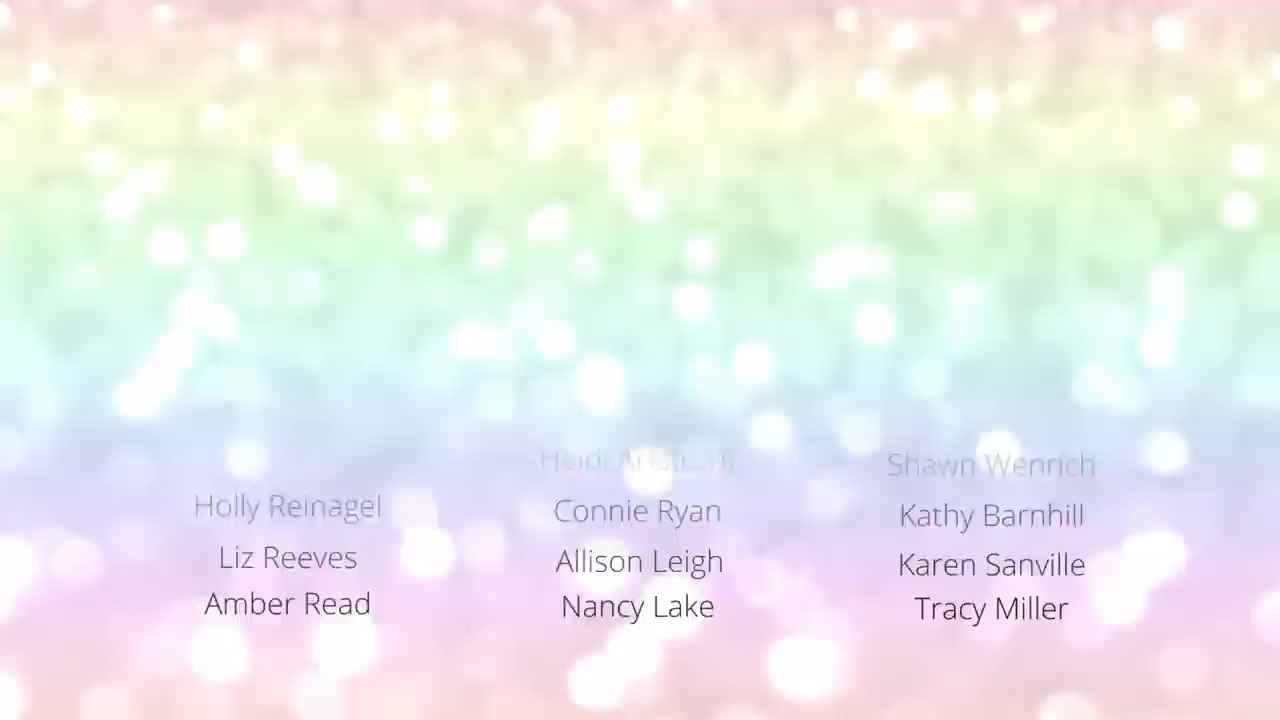 Heidi
Shawn Wenrich
Holly Reinagel
Connie Ryan
Kathy Barnhill
Liz Reeves
Allison Leigh
Karen Sanville
Amber Read
Nancy Lake
Tracy Miller